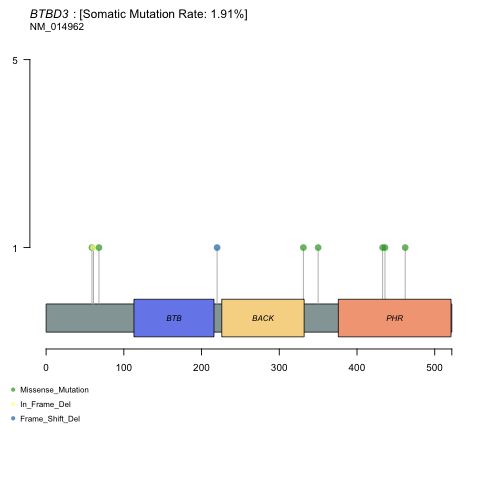 BTBD3 : [Somatic Mutation Rate: 1.91%]
NM_014962
5
1
BTB BACK PHR
0 100 200 300 400 500
Missense_Mutation
In_Frame_Del
Frame_Shift_Del